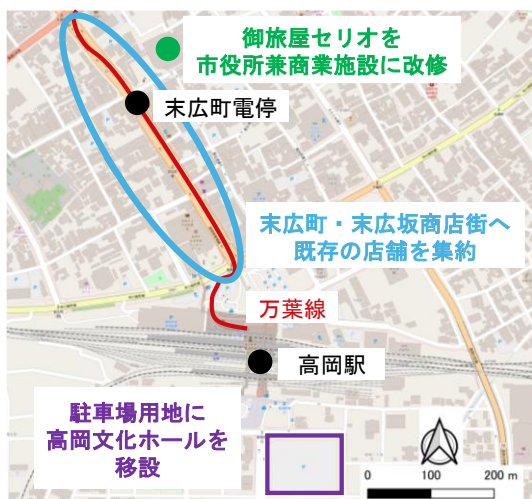 御旅屋セリオを
市役所兼商業施設に改修
末広町電停
末広町・末広坂商店街へ
既存の店舗を集約
万葉線
高岡駅
駐車場用地に
高岡文化ホールを
移設
0 100 200 m